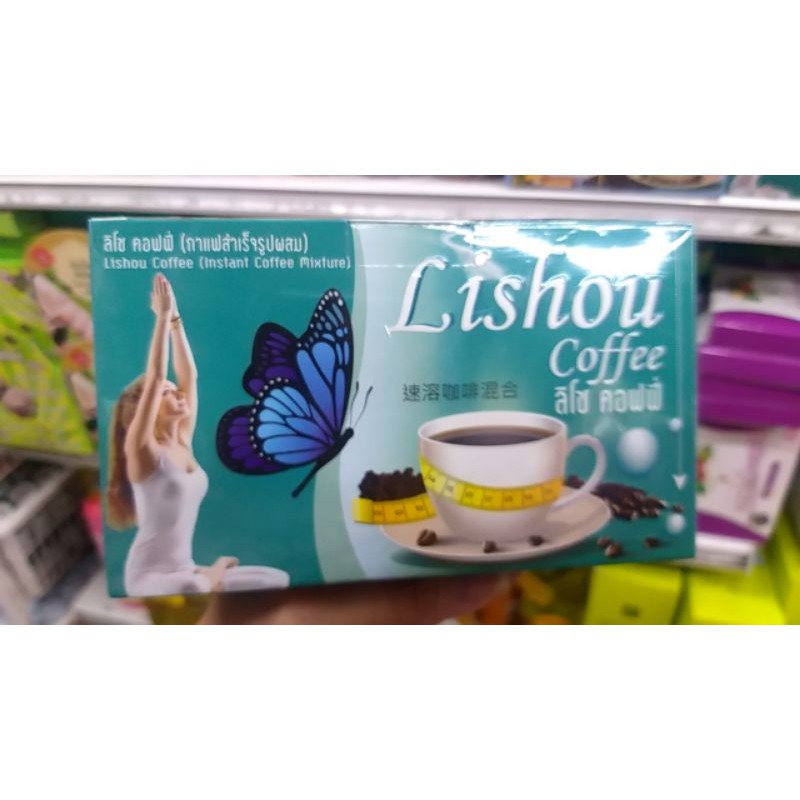 ลิโซ่ คอฟฟี่ (กาแฟสำเร็จรูปผสม)
Lishou Coffee (Instant Coffee Mixture)
Lishou
Coffee
速溶咖啡混合
ลิโซ่ คอฟฟี่